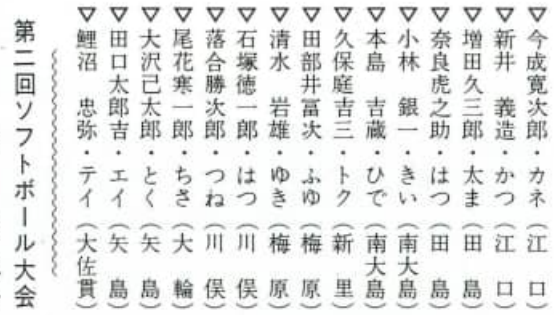 ▽今成寛次郎・カネ（江口）
▽新井義造・かつ（江口）
▽増田久三郎・太ま（田島）
▽奈良虎之助・はつ（田島）
▽小林銀一・きい（南大島）
▽本島吉蔵・ひで（南大島）
▽久保庭吉三・トク（新里）
▽田部井冨次・ふゆ（梅原）
▽清水岩雄・ゆき（梅原）
▽石塚徳一郎・はつ（川俣）
▽落合勝次郎・つね（川俣）
▽尾花寒一郎・ちさ（大輪）
▽大沢己太郎・とく（矢島）
▽田口太郎吉・エイ（矢島）
▽鯉沼忠弥・テイ（大佐貫）
第二回ソフトボール大会